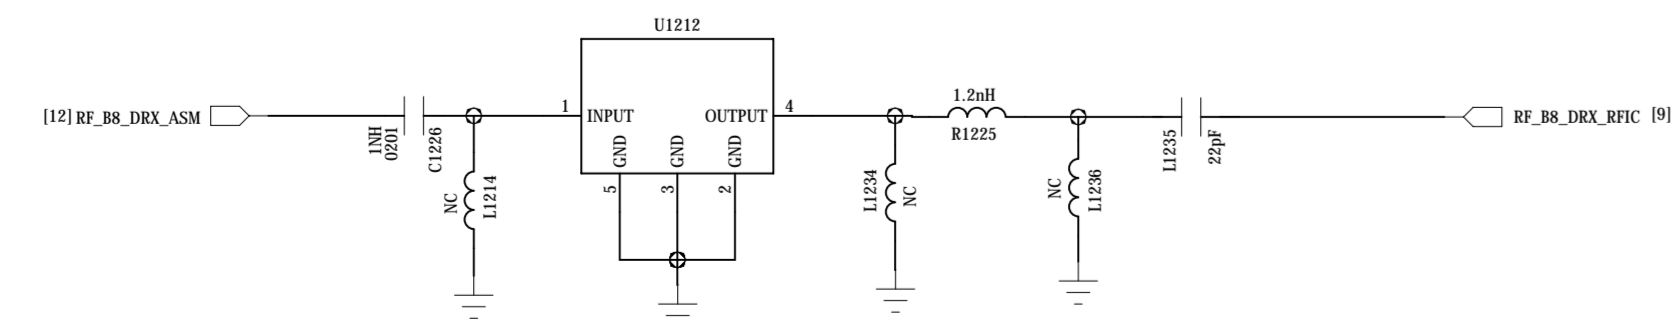 U1212
[12] RF_B8_DRX_ASM
1NH
0201
C1226
NC
L1214
1
INPUT
OUTPUT
4
GND
GND
GND
5
3
2
1.2nH
R1225
L1234
NC
NC
L1236
L1235
22pF
RF_B8_DRX_RFIC [9]